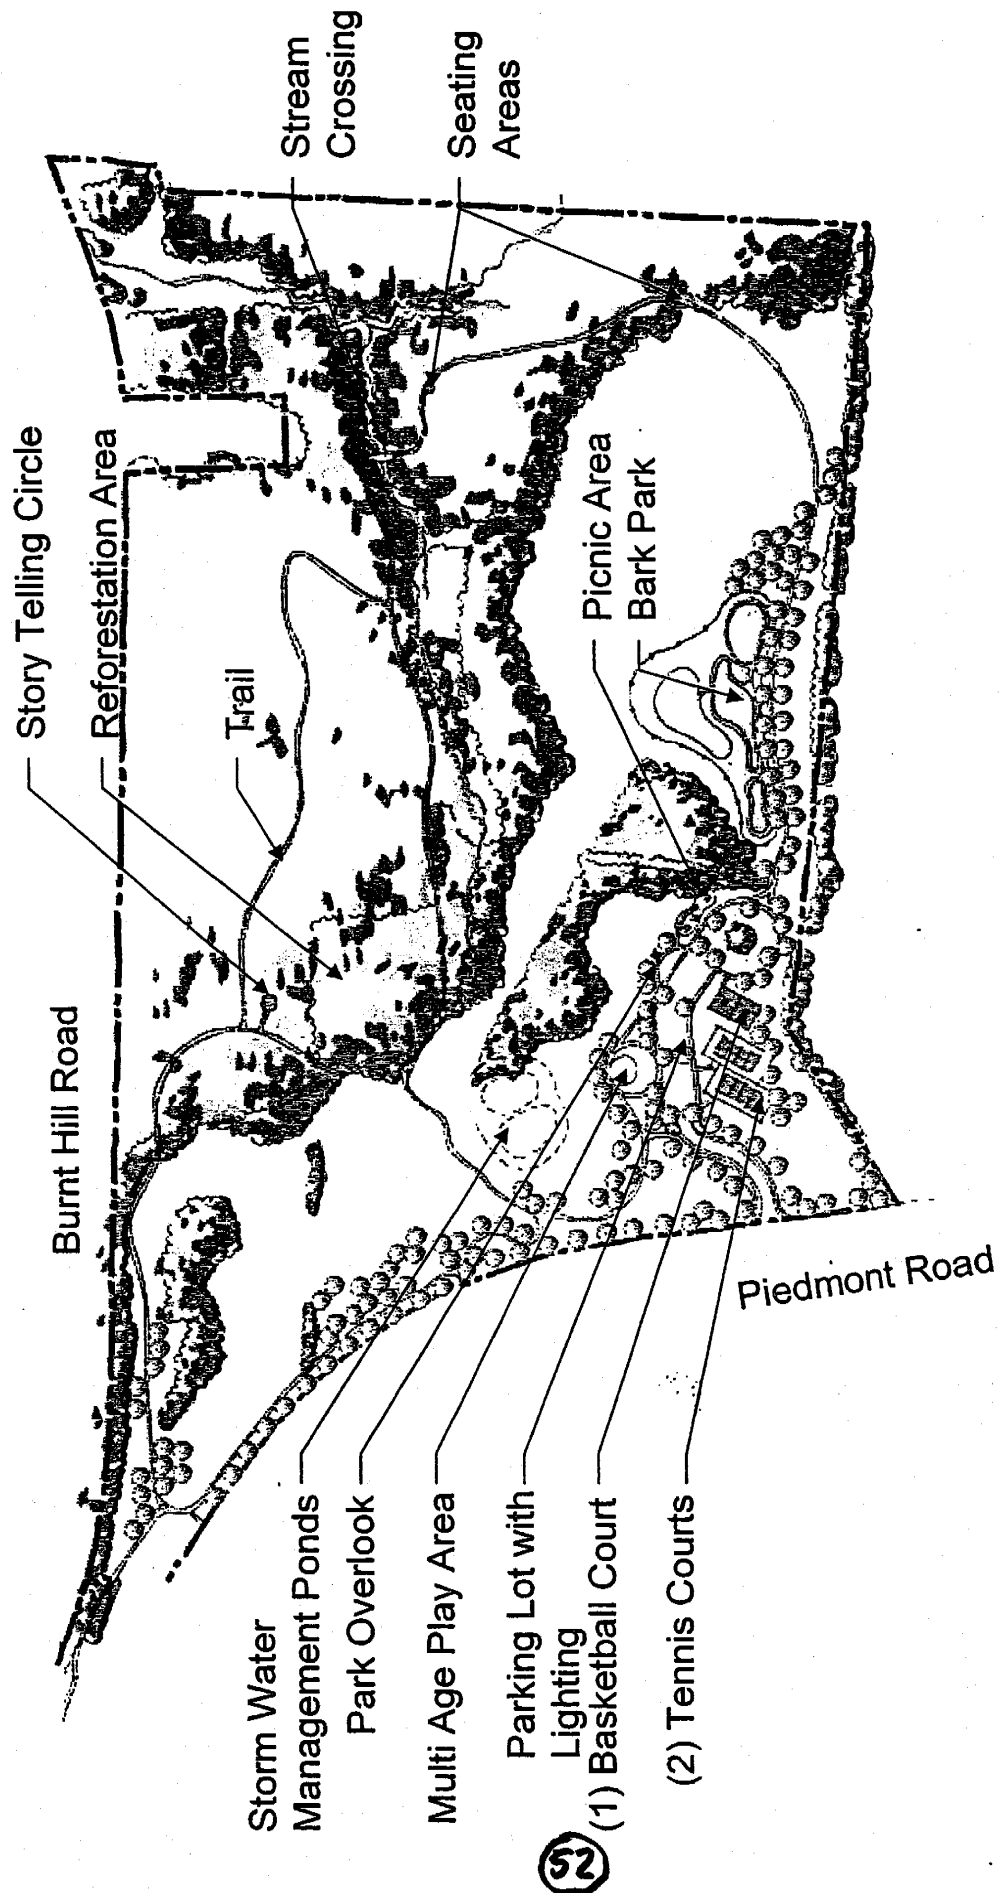 Stream
Crossing
Seating
Areas
Story Telling Circle
Reforestation Area
Trail
Picnic Area
Bark Park
Burnt Hill Road
Piedmont Road
Storm Water
Management Ponds
Park Overlook
Multi Age Play Area
Parking Lot with
Lighting
(1) Basketball Court
(2) Tennis Courts
52